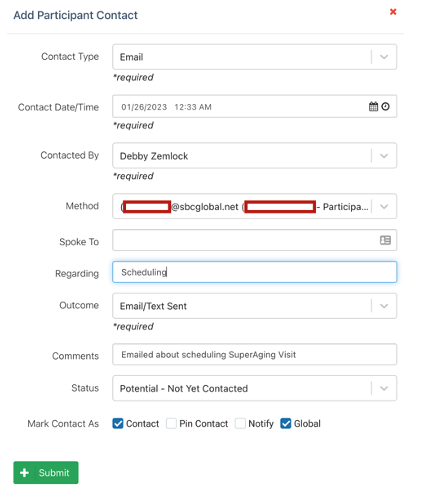 Add Participant Contact
Contact Type Email
*required
Contact Date/Time 01/26/2023 12:33 AM
*required
Contacted By Debby Zemlock
*required
Method ( @sbcglobal.net ( - Participa...
Spoke To
Regarding Scheduling
Outcome Email/Text Sent
*required
Comments Emailed about scheduling SuperAging Visit
Status Potential - Not Yet Contacted
Mark Contact As Contact Pin Contact Notify Global
+ Submit